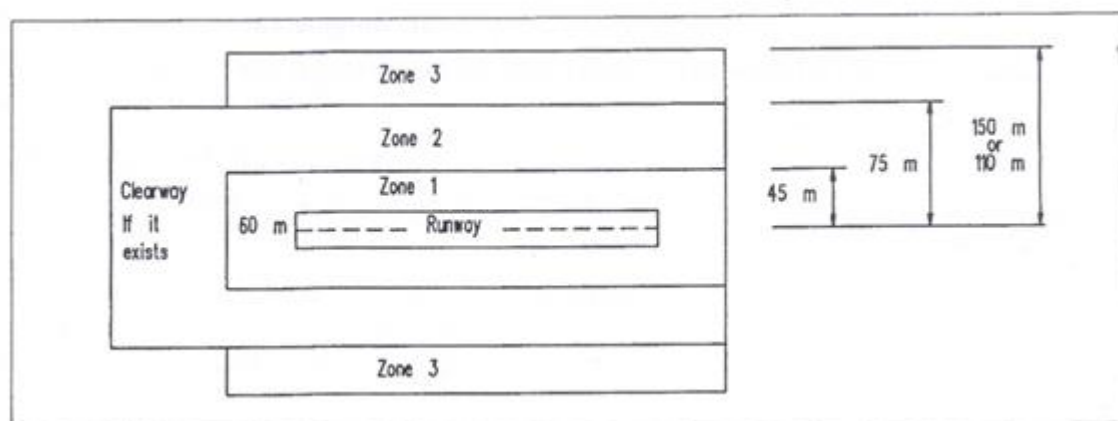 Zone 3
Zone 2
Zone 1
Clearway
If it
exists
60 m
Runway
Zone 3
45 m
75 m
150 m
or
110 m